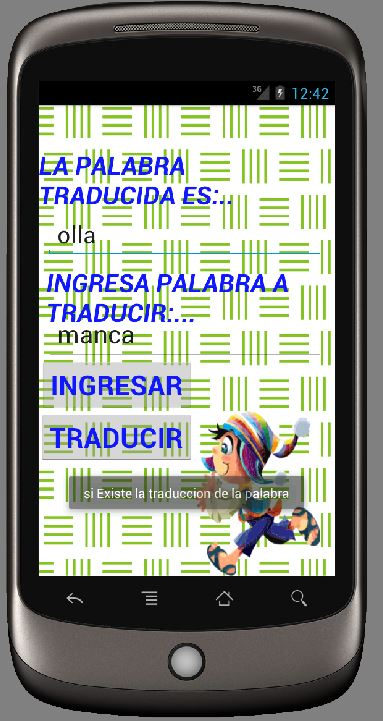 36 12:42
LA PALABRA
TRADUCIDA ES:..
olla
INGRESA PALABRA A
TRADUCIR:...
manca
INGRESAR
TRADUCIR
si Existe la traduccion de la palabra